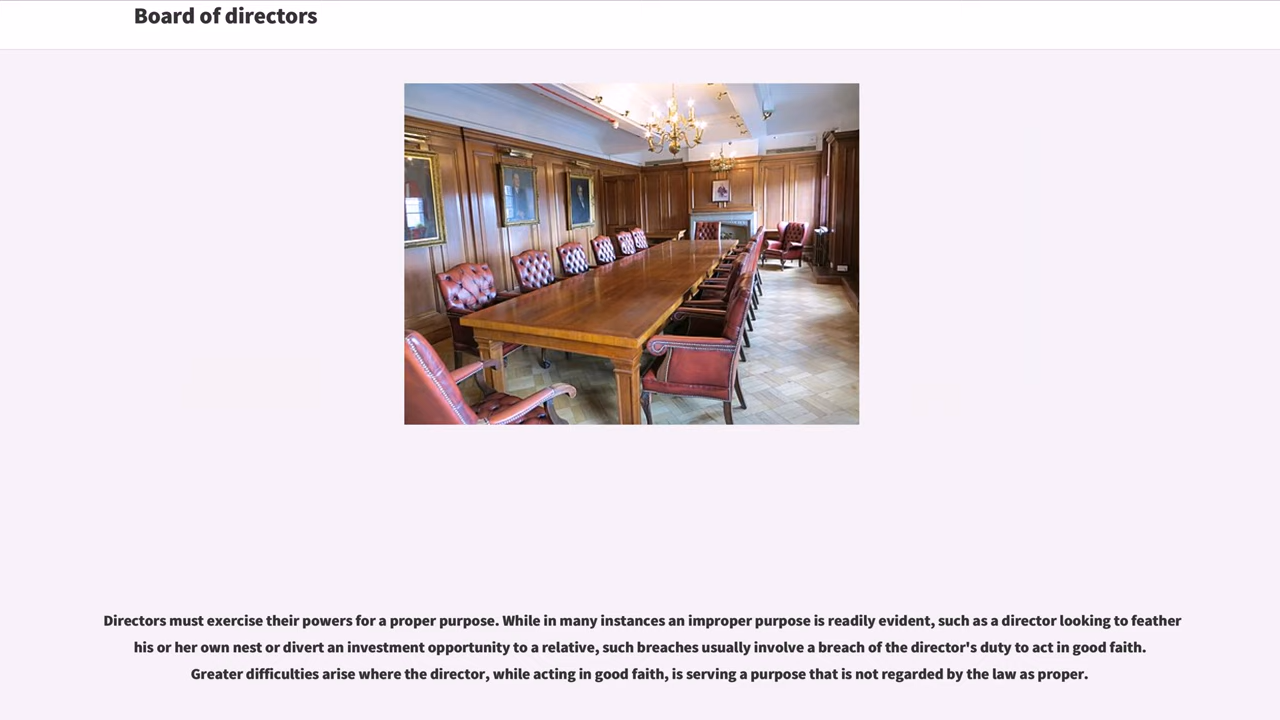 Board of directors
Directors must exercise their powers for a proper purpose. While in many instances an improper purpose is readily evident, such as a director looking to feather
his or her own nest or divert an investment opportunity to a relative, such breaches usually involve a breach of the director's duty to act in good faith.
Greater difficulties arise where the director, while acting in good faith, is serving a purpose that is not regarded by the law as proper.